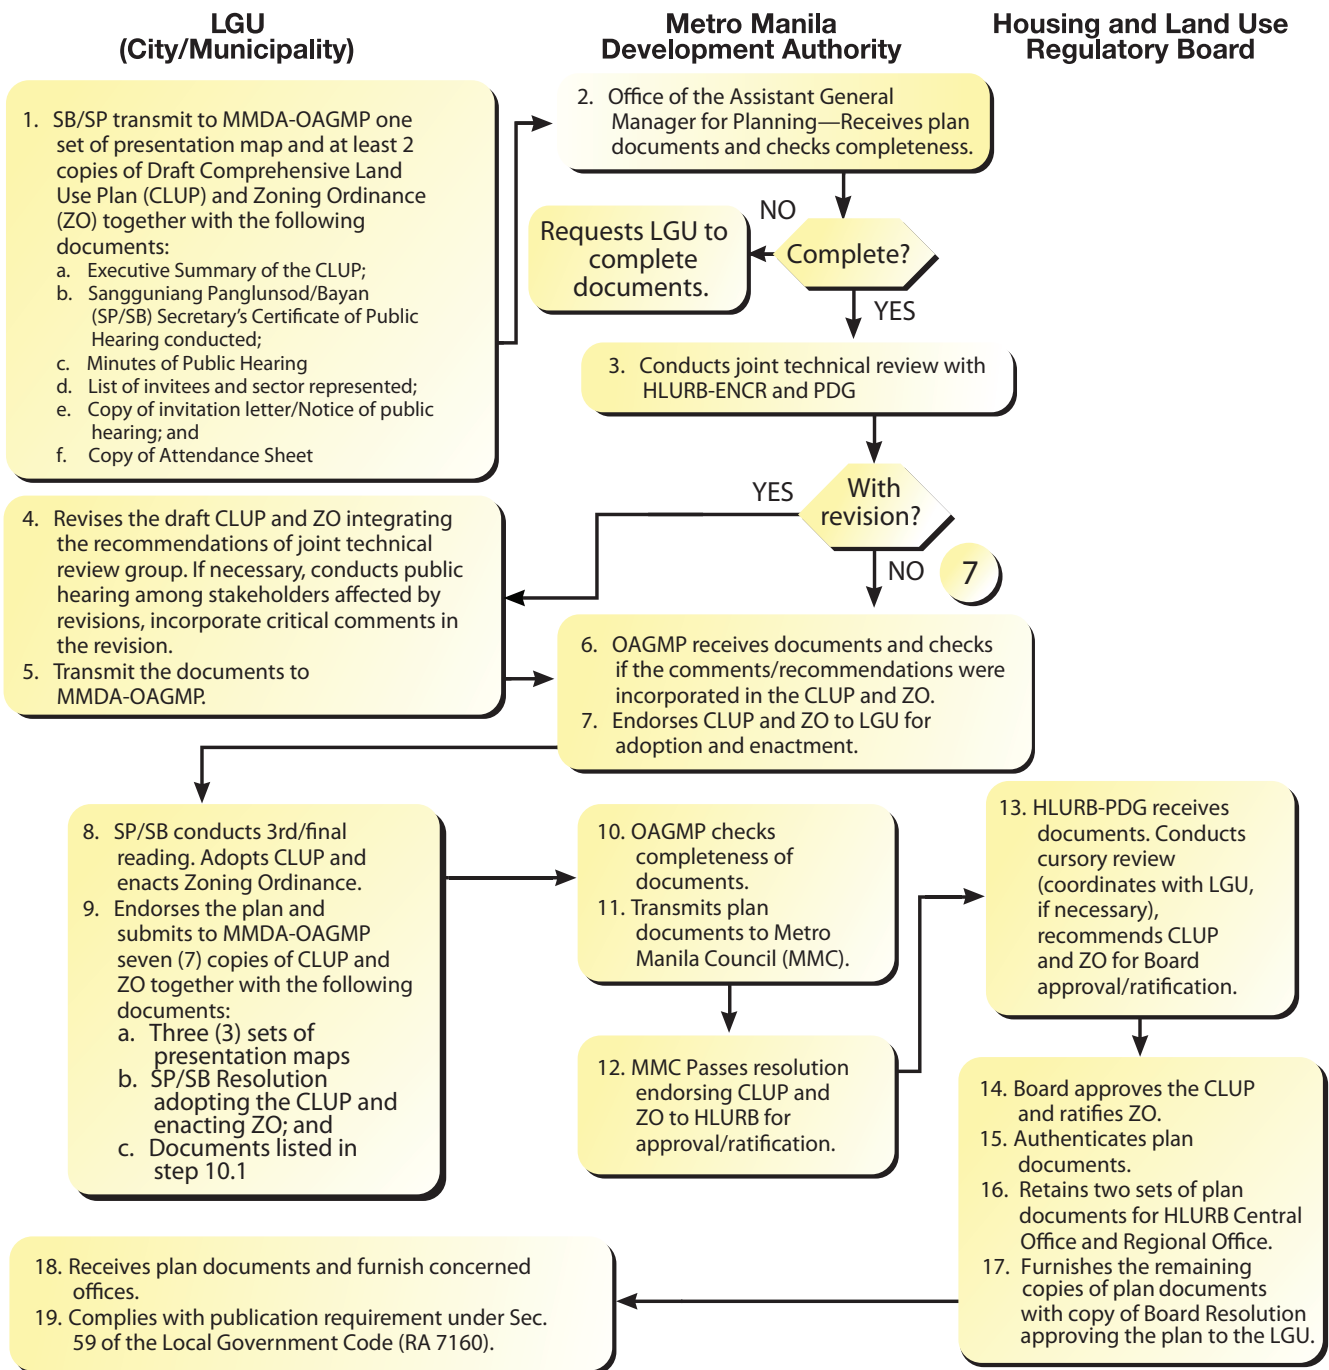 LGU
(City/Municipality)
Metro Manila
Development Authority
Housing and Land Use
Regulatory Board
1. SB/SP transmit to MMDA-OAGMP one
set of presentation map and at least 2
copies of Draft Comprehensive Land
Use Plan (CLUP) and Zoning Ordinance
(ZO) together with the following
documents:
a. Executive Summary of the CLUP;
b. Sangguniang Panglunsod/Bayan
(SP/SB) Secretary’s Certificate of Public
Hearing conducted;
c. Minutes of Public Hearing
d. List of invitees and sector represented;
e. Copy of invitation letter/Notice of public
hearing; and
f. Copy of Attendance Sheet
2. Office of the Assistant General
Manager for Planning—Receives plan
documents and checks completeness.
NO
Complete?
Requests LGU to
complete
documents.
YES
3. Conducts joint technical review with
HLURB-ENCR and PDG
YES
With
revision?
NO
7
4. Revises the draft CLUP and ZO integrating
the recommendations of joint technical
review group. If necessary, conducts public
hearing among stakeholders affected by
revisions, incorporate critical comments in
the revision.
5. Transmit the documents to
MMDA-OAGMP.
6. OAGMP receives documents and checks
if the comments/recommendations were
incorporated in the CLUP and ZO.
7. Endorses CLUP and ZO to LGU for
adoption and enactment.
8. SP/SB conducts 3rd/final
reading. Adopts CLUP and
enacts Zoning Ordinance.
9. Endorses the plan and
submits to MMDA-OAGMP
seven (7) copies of CLUP and
ZO together with the following
documents:
a. Three (3) sets of
presentation maps
b. SP/SB Resolution
adopting the CLUP and
enacting ZO; and
c. Documents listed in
step 10.1
10. OAGMP checks
completeness of
documents.
11. Transmits plan
documents to Metro
Manila Council (MMC).
12. MMC Passes resolution
endorsing CLUP and
ZO to HLURB for
approval/ratification.
13. HLURB-PDG receives
documents. Conducts
cursory review
(coordinates with LGU,
if necessary),
recommends CLUP
and ZO for Board
approval/ratification.
14. Board approves the CLUP
and ratifies ZO.
15. Authenticates plan
documents.
16. Retains two sets of plan
documents for HLURB Central
Office and Regional Office.
17. Furnishes the remaining
copies of plan documents
with copy of Board Resolution
approving the plan to the LGU.
18. Receives plan documents and furnish concerned
offices.
19. Complies with publication requirement under Sec.
59 of the Local Government Code (RA 7160).